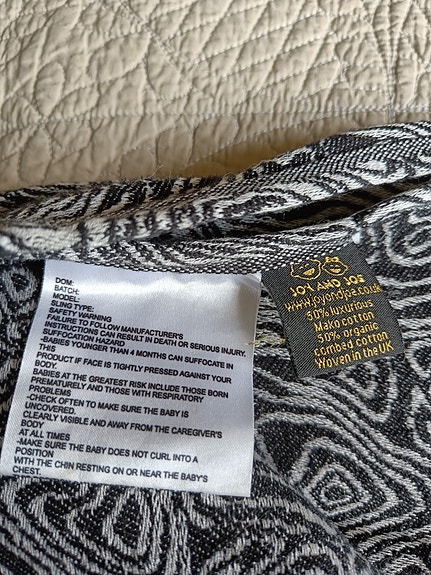 DOM:
BATCH:
MODEL:
SLING TYPE:
SAFETY WARNING
FAILURE TO FOLLOW MANUFACTURER'S
INSTRUCTIONS CAN RESULT IN DEATH OR SERIOUS INJURY.
SUFFOCATION HAZARD
-BABIES YOUNGER THAN 4 MONTHS CAN SUFFOCATE IN
PRODUCT IF FACE IS TIGHTLY PRESSED AGAINST YOUR
BODY.
BABIES AT THE GREATEST RISK INCLUDE THOSE BORN
PREMATURELY AND THOSE WITH RESPIRATORY
PROBLEMS
-CHECK OFTEN TO MAKE SURE THE BABY IS
UNCOVERED.
CLEARLY VISIBLE AND AWAY FROM THE CAREGIVER'S
BODY
AT ALL TIMES
-MAKE SURE THE BABY DOES NOT CURL INTO A
POSITION
WITH THE CHIN RESTING ON OR NEAR THE BABY'S
CHEST.
JOY AND JOE
www.joyandjoe.co.uk
50% luxurious
Mako cotton
50% organic
combed cotton
Woven in the UK